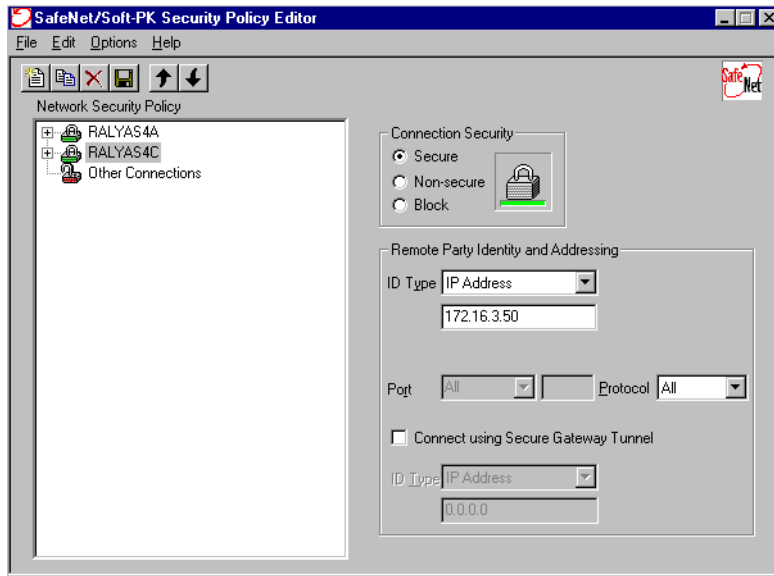 SafeNet/Soft-PK Security Policy Editor
File Edit Options Help
Safe Net
Network Security Policy
RALYAS4A
RALYAS4C
Other Connections
Connection Security
Secure
Non-secure
Block
Remote Party Identity and Addressing
ID Type IP Address
172.16.3.50
Port All Protocol All
Connect using Secure Gateway Tunnel
ID Type IP Address
0.0.0.0